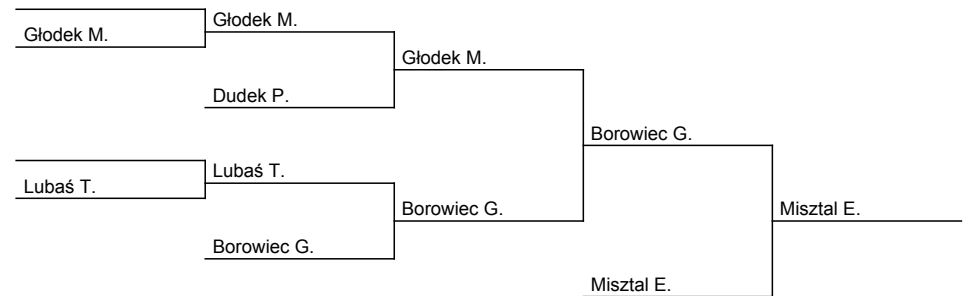 Głodek M.
Głodek M.
Głodek M.
Dudek P.
Borowiec G.
Lubaś T.
Lubaś T.
Borowiec G.
Misztal E.
Borowiec G.
Misztal E.